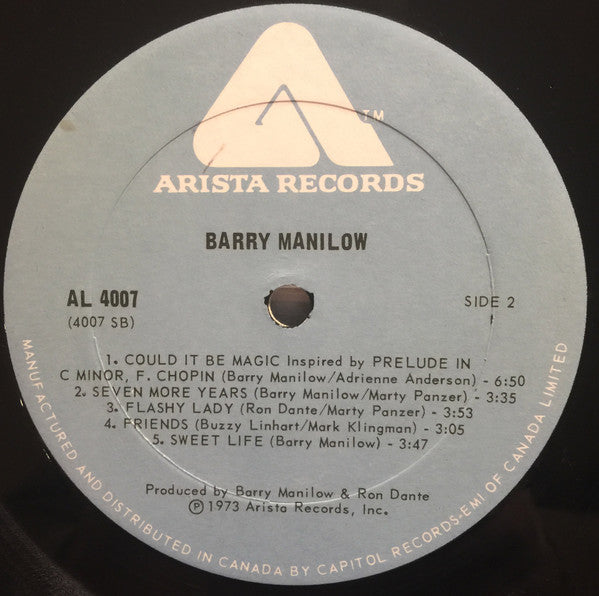 TM
ARISTA RECORDS
BARRY MANILOW
AL 4007
(4007 SB)
SIDE 2
1. COULD IT BE MAGIC Inspired by PRELUDE IN
C MINOR, F. CHOPIN (Barry Manilow/Adrienne Anderson) - 6:50
2. SEVEN MORE YEARS (Barry Manilow/Marty Panzer) - 3:35
3. FLASHY LADY (Ron Dante/Marty Panzer) - 3:53
4. FRIENDS (Buzzy Linhart/Mark Klingman) - 3:05
5. SWEET LIFE (Barry Manilow) - 3:47
Produced by Barry Manilow & Ron Dante
Ⓟ 1973 Arista Records, Inc.
MANUFACTURED AND DISTRIBUTED IN CANADA BY CAPITOL RECORDS-EMI OF CANADA LIMITED